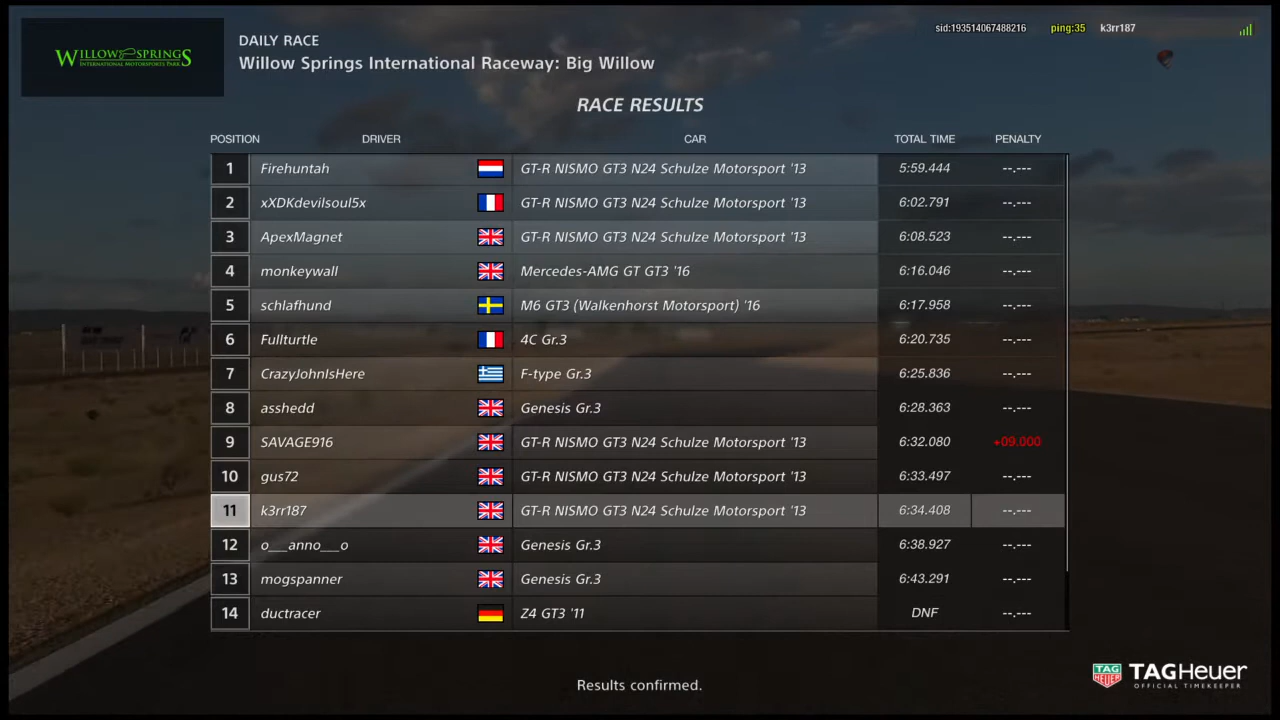 WILLOW SPRINGS
INTERNATIONAL MOTORSPORTS PARK
DAILY RACE
Willow Springs International Raceway: Big Willow
sid:193514067488216 ping:35 k3rr187
RACE RESULTS
POSITION DRIVER CAR TOTAL TIME PENALTY
1 Firehuntah GT-R NISMO GT3 N24 Schulze Motorsport '13 5:59.444 --.---
2 xXDKdevilsoul5x GT-R NISMO GT3 N24 Schulze Motorsport '13 6:02.791 --.---
3 ApexMagnet GT-R NISMO GT3 N24 Schulze Motorsport '13 6:08.523 --.---
4 monkeywall Mercedes-AMG GT GT3 '16 6:16.046 --.---
5 schlafhund M6 GT3 (Walkenhorst Motorsport) '16 6:17.958 --.---
6 Fullturtle 4C Gr.3 6:20.735 --.---
7 CrazyJohnIsHere F-type Gr.3 6:25.836 --.---
8 asshedd Genesis Gr.3 6:28.363 --.---
9 SAVAGE916 GT-R NISMO GT3 N24 Schulze Motorsport '13 6:32.080 +09.000
10 gus72 GT-R NISMO GT3 N24 Schulze Motorsport '13 6:33.497 --.---
11 k3rr187 GT-R NISMO GT3 N24 Schulze Motorsport '13 6:34.408 --.---
12 o___anno___o Genesis Gr.3 6:38.927 --.---
13 mogspanner Genesis Gr.3 6:43.291 --.---
14 ductracer Z4 GT3 '11 DNF --.---
Results confirmed.
TAG HEUER TAGHeuer
OFFICIAL TIMEKEEPER